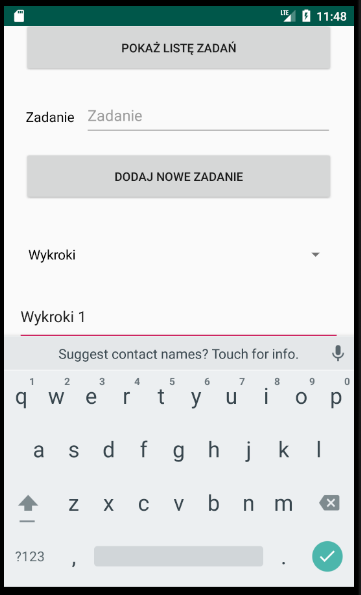 LTE 11:48
POKAŻ LISTĘ ZADAŃ
Zadanie Zadanie
DODAJ NOWE ZADANIE
Wykroki
Wykroki 1
Suggest contact names? Touch for info.
1 2 3 4 5 6 7 8 9 0
q w e r t y u i o p
a s d f g h j k l
z x c v b n m
?123 , .